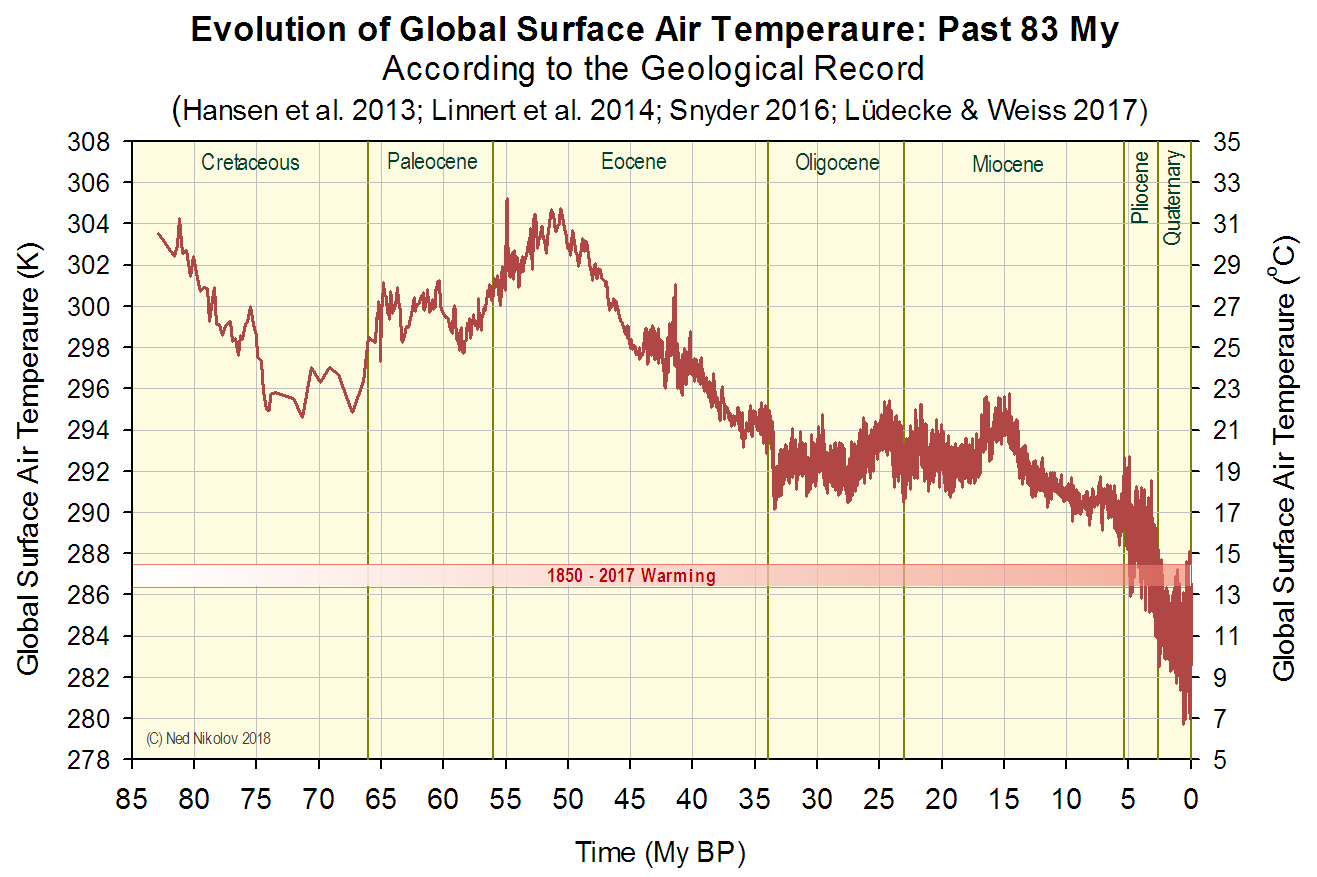 Evolution of Global Surface Air Temperaure: Past 83 My
According to the Geological Record
(Hansen et al. 2013; Linnert et al. 2014; Snyder 2016; Lüdecke & Weiss 2017)
Global Surface Air Temperaure (K)
308
306
304
302
300
298
296
294
292
290
288
286
284
282
280
278
Cretaceous
Paleocene
Eocene
Oligocene
Miocene
Pliocene
Quaternary
1850 - 2017 Warming
(C) Ned Nikolov 2018
35
33
31
29
27
25
23
21
19
17
15
13
11
9
7
5
Global Surface Air Temperaure (°C)
85 80 75 70 65 60 55 50 45 40 35 30 25 20 15 10 5 0
Time (My BP)